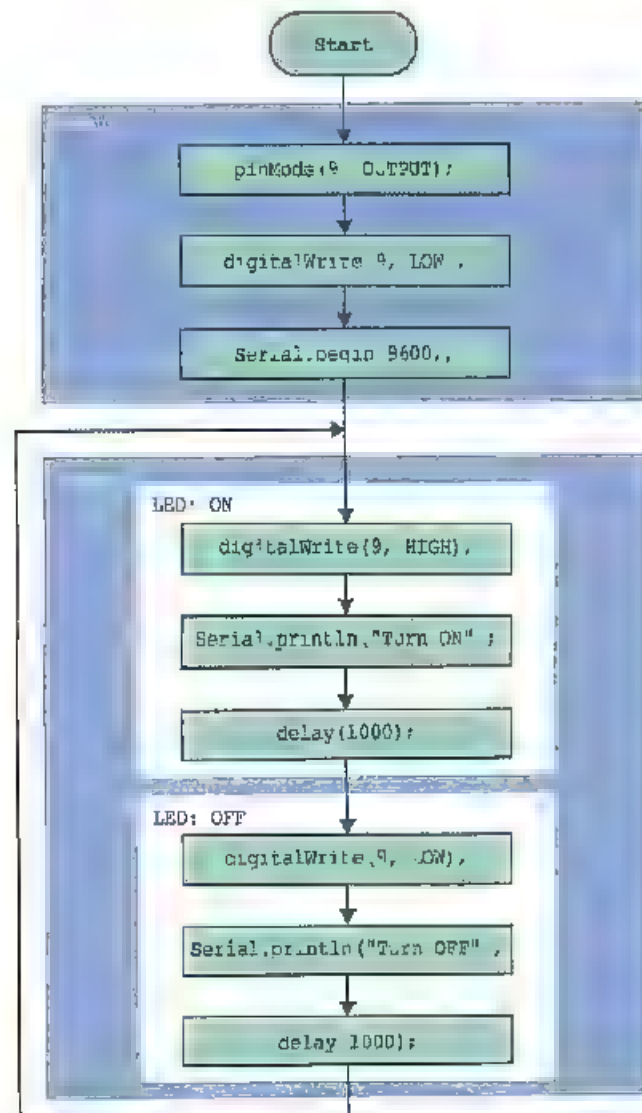 Start
pinMode(9 OUTPUT);
digitalWrite 9, LOW ,
Serial.begin 9600,,
LED: ON
digitalWrite(9, HIGH),
Serial.println,"Turn ON" ;
delay(1000);
LED: OFF
digitalWrite,9, LOW),
Serial.println("Turn OFF" ,
delay 1000);